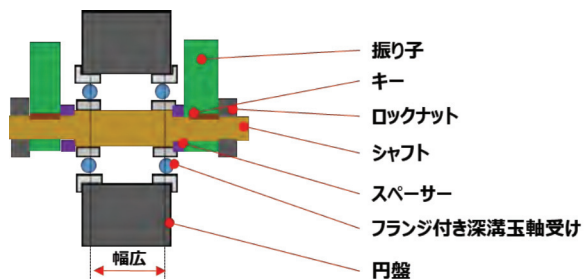 振り子
キー
ロックナット
シャフト
スペーサー
フランジ付き深溝玉軸受け
円盤
幅広